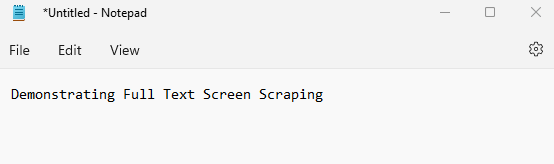 *Untitled - Notepad
File Edit View
Demonstrating Full Text Screen Scraping